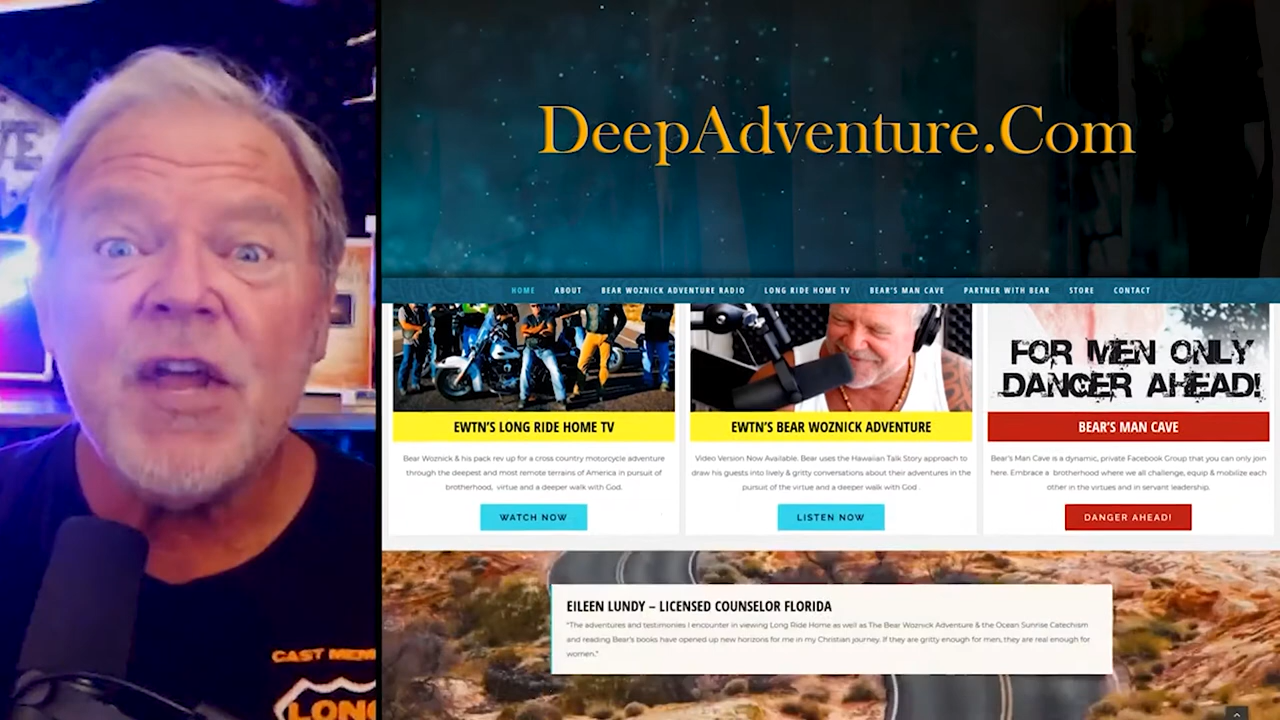 TE
DeepAdventure.Com
HOME ABOUT BEAR WOZNICK ADVENTURE RADIO LONG RIDE HOME TV BEAR'S MAN CAVE PARTNER WITH BEAR STORE CONTACT
FOR MEN ONLY
DANGER AHEAD!
EWTN'S LONG RIDE HOME TV
EWTN'S BEAR WOZNICK ADVENTURE
BEAR'S MAN CAVE
Bear Woznick & his pack rev up for a cross country motorcycle adventure
through the deepest and most remote terrains of America in pursuit of
brotherhood, virtue and a deeper walk with God.
Video Version Now Available. Bear uses the Hawaiian Talk Story approach to
draw his guests into lively & gritty conversations about their adventures in the
pursuit of the virtue and a deeper walk with God .
Bear's Man Cave is a dynamic, private Facebook Group that you can only join
here. Embrace a brotherhood where we all challenge, equip & mobilize each
other in the virtues and in servant leadership.
WATCH NOW
LISTEN NOW
DANGER AHEAD!
EILEEN LUNDY – LICENSED COUNSELOR FLORIDA
"The adventures and testimonies I encounter in viewing Long Ride Home as well as The Bear Woznick Adventure & the Ocean Sunrise Catechism
and reading Bear's books have opened up new horizons for me in my Christian journey. If they are gritty enough for men, they are real enough for
women."
CAST MEM
LONG